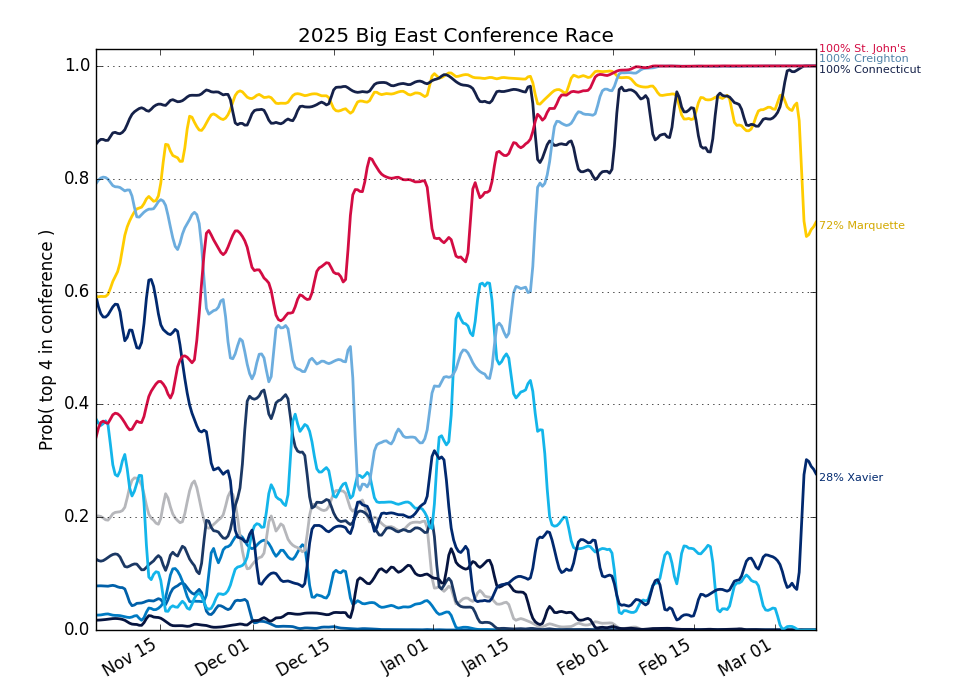 2025 Big East Conference Race
Prob( top 4 in conference )
1.0
0.8
0.6
0.4
0.2
0.0
Nov 15
Dec 01
Dec 15
Jan 01
Jan 15
Feb 01
Feb 15
Mar 01
100% St. John's
100% Creighton
100% Connecticut
72% Marquette
28% Xavier